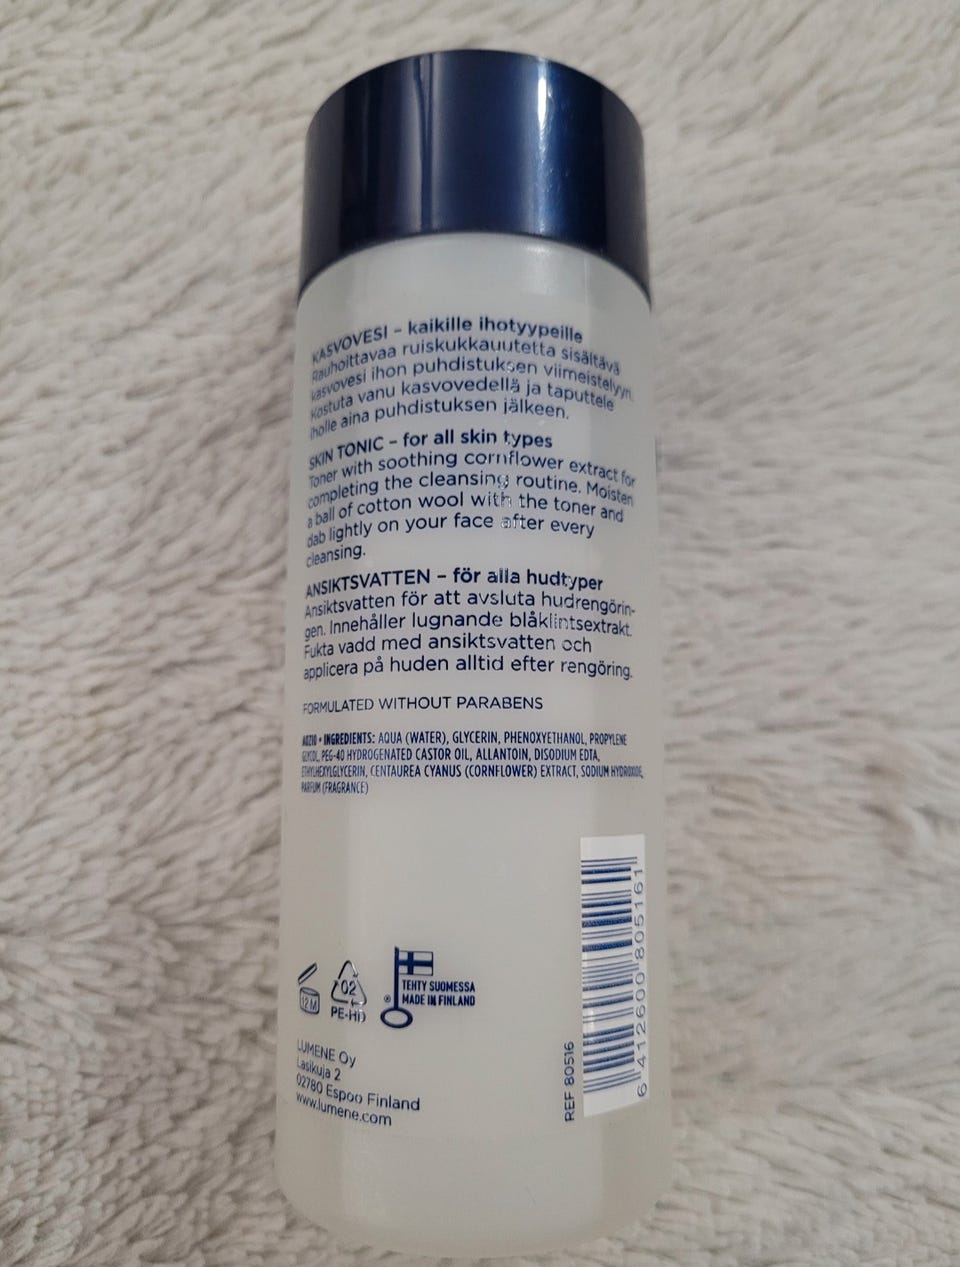 KASVOVESI – kaikille ihotyypeille
Rauhoittavaa ruiskukkauutetta sisältävä
kasvovesi ihon puhdistuksen viimeistelyyn.
Kostuta vanu kasvovedellä ja taputtele
iholle aina puhdistuksen jälkeen.
SKIN TONIC – for all skin types
Toner with soothing cornflower extract for
completing the cleansing routine. Moisten
a ball of cotton wool with the toner and
dab lightly on your face after every
cleansing.
ANSIKTSVATTEN – för alla hudtyper
Ansiktsvatten för att avsluta hudrengörin-
gen. Innehåller lugnande blåklintsextrakt.
Fukta vadd med ansiktsvatten och
applicera på huden alltid efter rengöring.
FORMULATED WITHOUT PARABENS
• INGREDIENTS: AQUA (WATER), GLYCERIN, PHENOXYETHANOL, PROPYLENE
GLYCOL, PEG-40 HYDROGENATED CASTOR OIL, ALLANTOIN, DISODIUM EDTA,
ETHYLHEXYLGLYCERIN, CENTAUREA CYANUS (CORNFLOWER) EXTRACT, SODIUM HYDROXIDE,
PARFUM (FRAGRANCE)
12 M
02
PE-HD
® TEHTY SUOMESSA
MADE IN FINLAND
LUMENE Oy
Lasikuja 2
02780 Espoo Finland
www.lumene.com
REF 80516
6 412600 805161